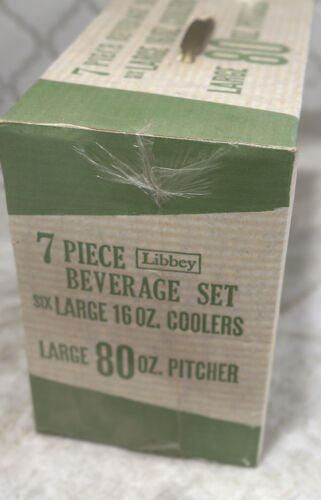 7 PIECE
SIX LARGE
LARGE 80 OZ.
7 PIECE Libbey
BEVERAGE SET
SIX LARGE 16 OZ. COOLERS
LARGE 80 OZ. PITCHER